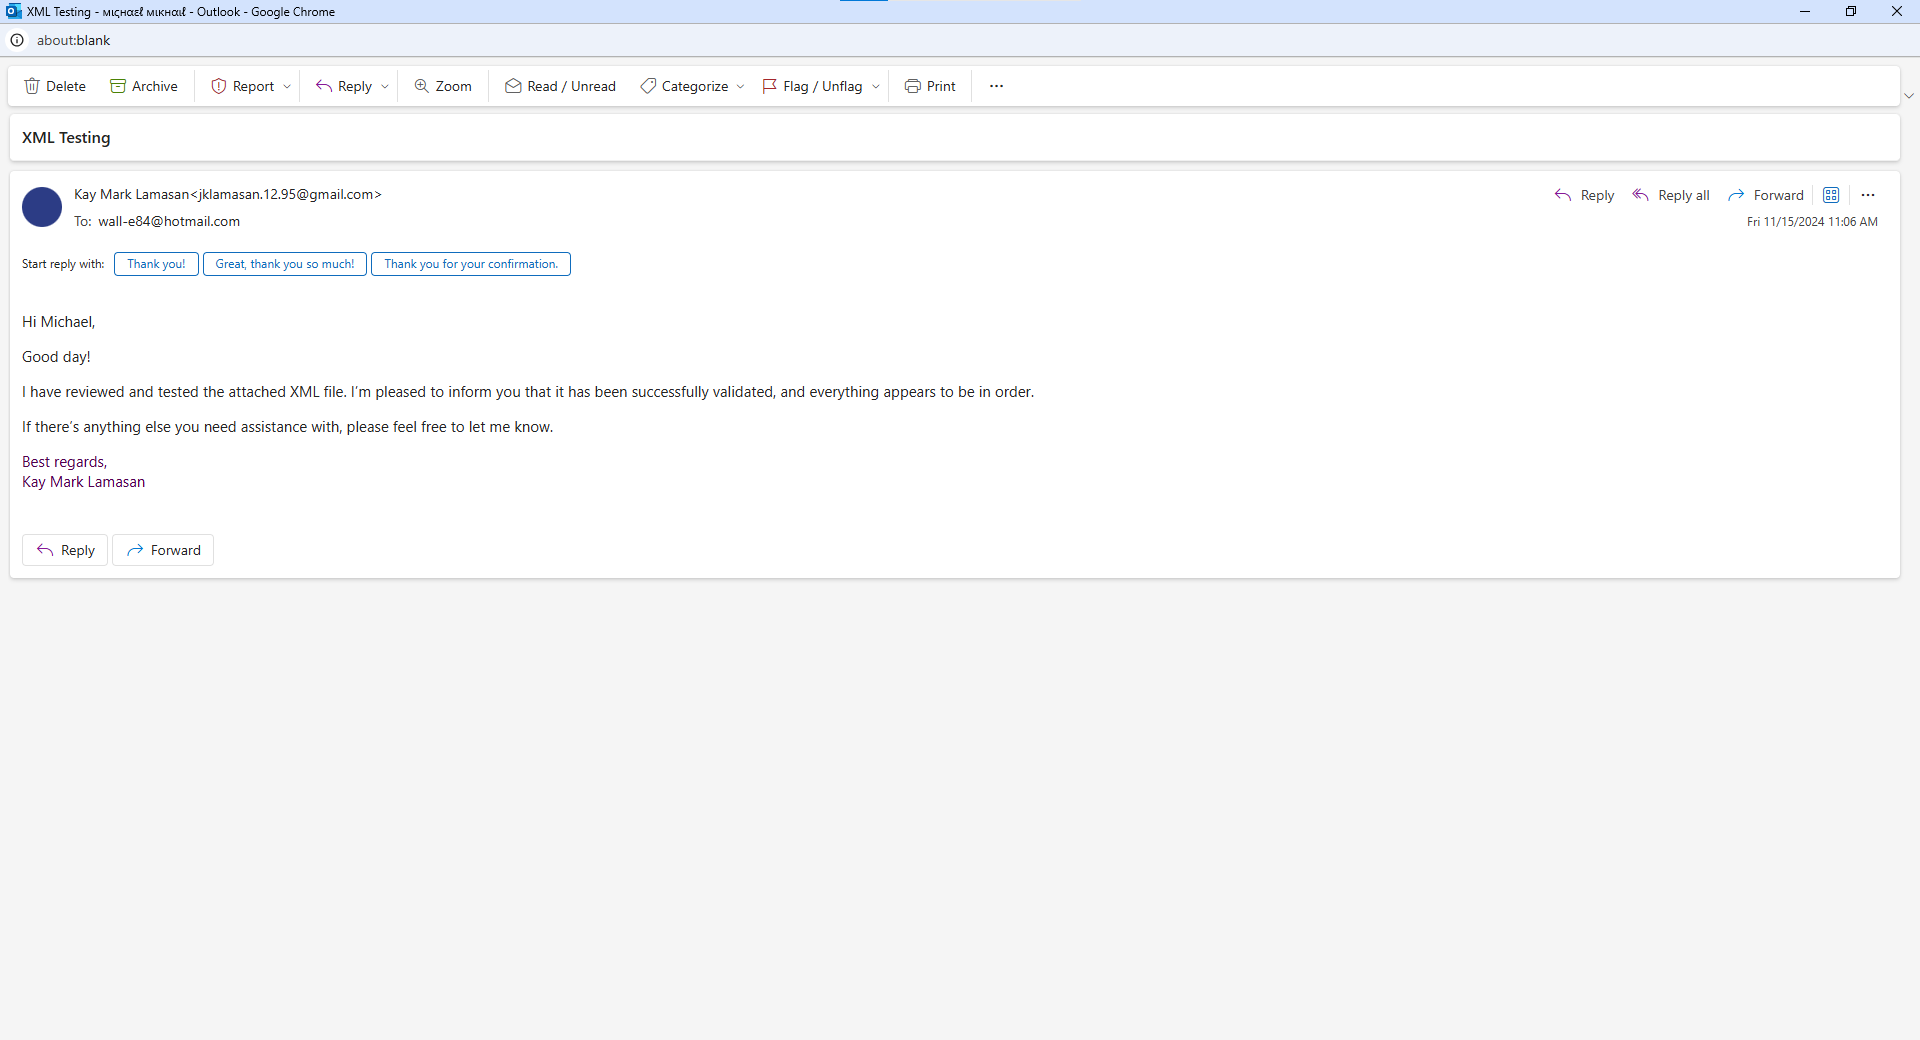 XML Testing - мιςнαεℓ мικнαιℓ - Outlook - Google Chrome
about:blank
Delete Archive Report Reply Zoom Read / Unread Categorize Flag / Unflag Print ...
XML Testing
Kay Mark Lamasan<jklamasan.12.95@gmail.com> Reply Reply all Forward ...
To: wall-e84@hotmail.com Fri 11/15/2024 11:06 AM
Start reply with: Thank you! Great, thank you so much! Thank you for your confirmation.
Hi Michael,
Good day!
I have reviewed and tested the attached XML file. I’m pleased to inform you that it has been successfully validated, and everything appears to be in order.
If there’s anything else you need assistance with, please feel free to let me know.
Best regards,
Kay Mark Lamasan
Reply Forward